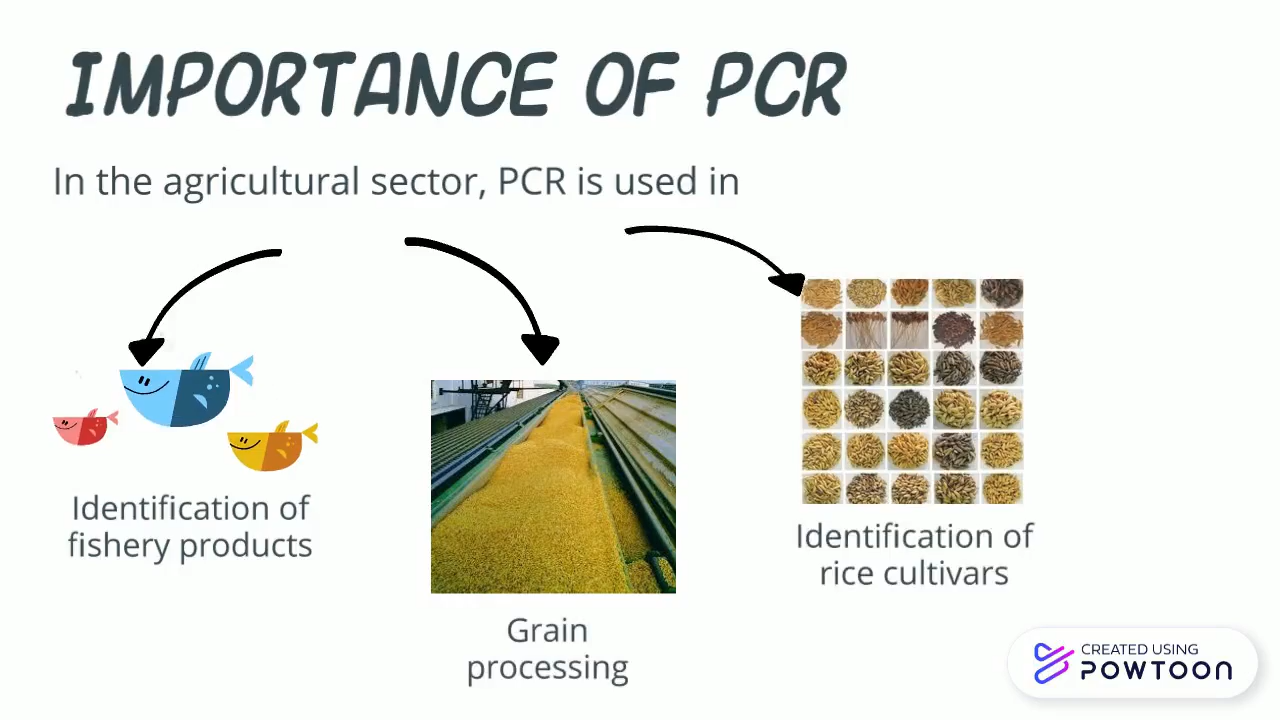 IMPORTANCE OF PCR
In the agricultural sector, PCR is used in
Identification of
fishery products
Grain
processing
Identification of
rice cultivars
CREATED USING
POWTOON